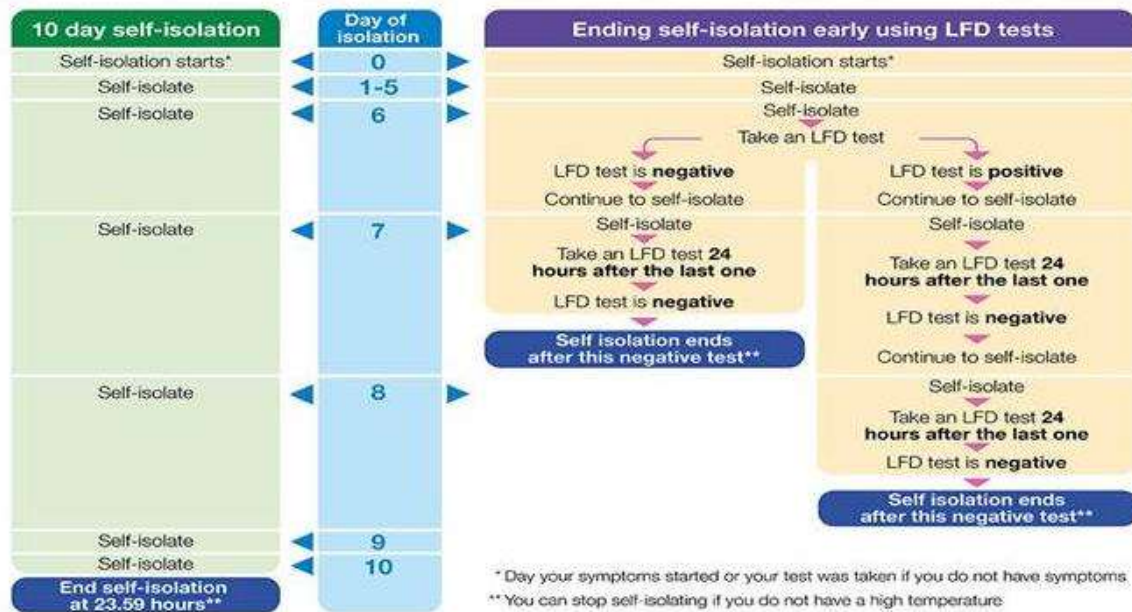 10 day self-isolation
Self-isolation starts*
Self-isolate
Self-isolate
Self-isolate
Self-isolate
Self-isolate
Self-isolate
End self-isolation
at 23.59 hours**
Day of
isolation
0
1-5
6
7
8
9
10
Ending self-isolation early using LFD tests
Self-isolation starts*
Self-isolate
Self-isolate
Take an LFD test
LFD test is negative
Continue to self-isolate
Self-isolate
Take an LFD test 24
hours after the last one
LFD test is negative
Self isolation ends
after this negative test**
LFD test is positive
Continue to self-isolate
Self-isolate
Take an LFD test 24
hours after the last one
LFD test is negative
Continue to self-isolate
Self-isolate
Take an LFD test 24
hours after the last one
LFD test is negative
Self isolation ends
after this negative test**
* Day your symptoms started or your test was taken if you do not have symptoms
** You can stop self-isolating if you do not have a high temperature